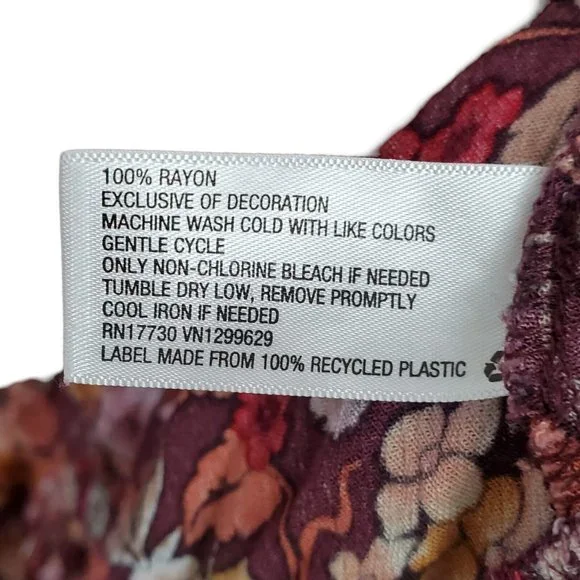 100% RAYON
EXCLUSIVE OF DECORATION
MACHINE WASH COLD WITH LIKE COLORS
GENTLE CYCLE
ONLY NON-CHLORINE BLEACH IF NEEDED
TUMBLE DRY LOW, REMOVE PROMPTLY
COOL IRON IF NEEDED
RN17730 VN1299629
LABEL MADE FROM 100% RECYCLED PLASTIC